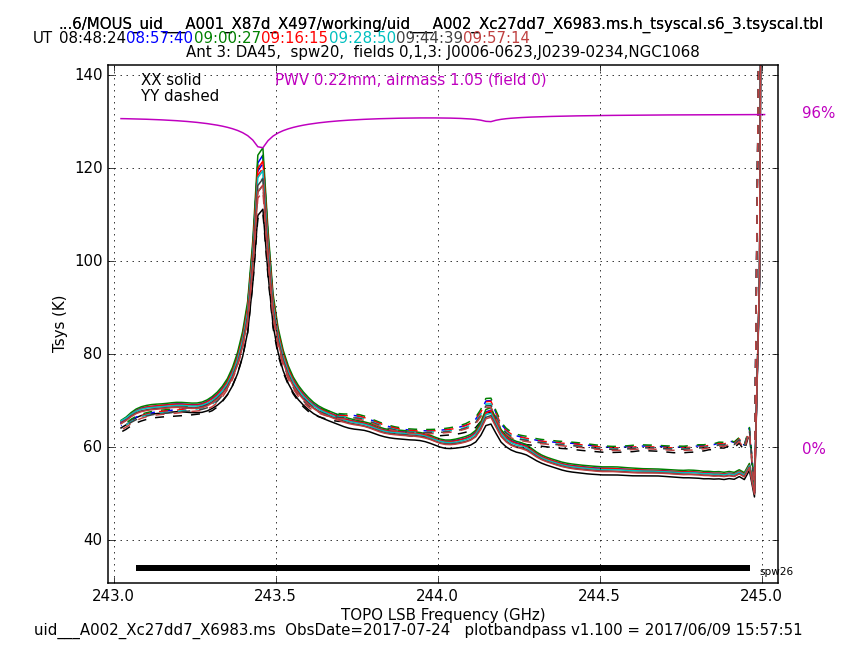 ...6/MOUS_uid___A001_X87d_X497/working/uid___A002_Xc27dd7_X6983.ms.h_tsyscal.s6_3.tsyscal.tbl
UT 08:48:24 08:57:40 09:00:27 09:16:15 09:28:50 09:44:39 09:57:14
Ant 3: DA45, spw20, fields 0,1,3: J0006-0623,J0239-0234,NGC1068
XX solid
YY dashed
PWV 0.22mm, airmass 1.05 (field 0)
96%
0%
140
120
100
80
60
40
Tsys (K)
spw26
243.0 243.5 244.0 244.5 245.0
TOPO LSB Frequency (GHz)
uid___A002_Xc27dd7_X6983.ms ObsDate=2017-07-24 plotbandpass v1.100 = 2017/06/09 15:57:51